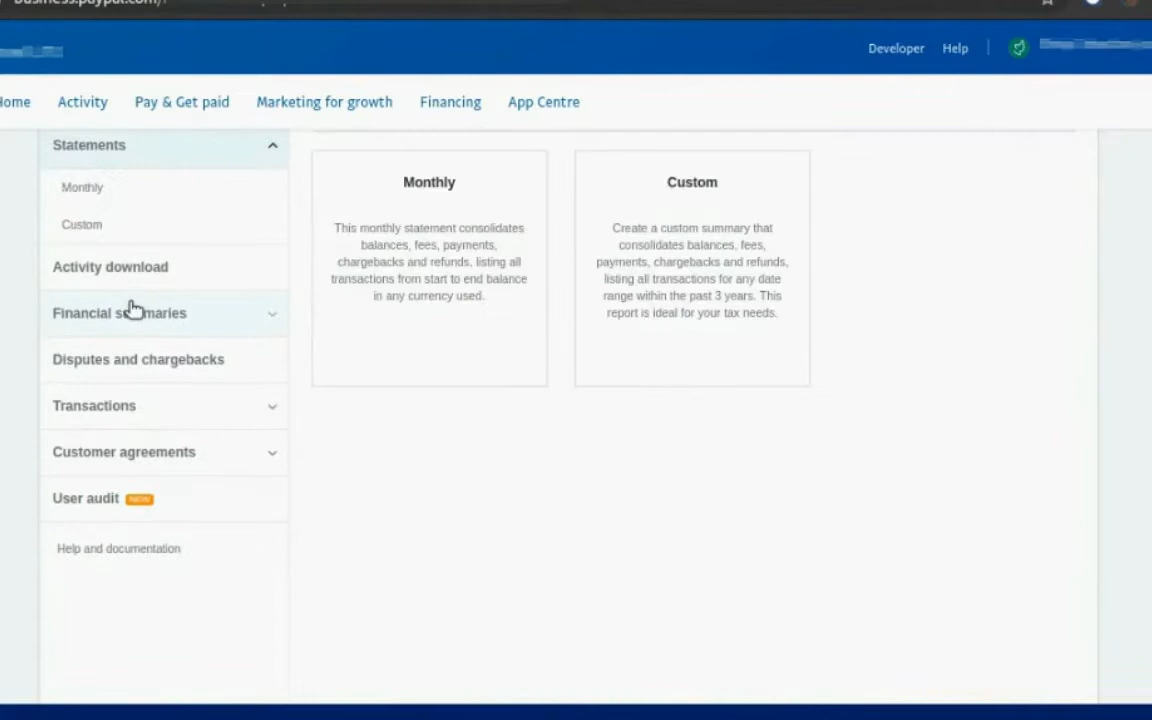 Developer Help
Home Activity Pay & Get paid Marketing for growth Financing App Centre
Statements
Monthly
Custom
Activity download
Financial summaries
Disputes and chargebacks
Transactions
Customer agreements
User audit NEW
Help and documentation
Monthly
This monthly statement consolidates
balances, fees, payments,
chargebacks and refunds, listing all
transactions from start to end balance
in any currency used.
Custom
Create a custom summary that
consolidates balances, fees,
payments, chargebacks and refunds,
listing all transactions for any date
range within the past 3 years. This
report is ideal for your tax needs.